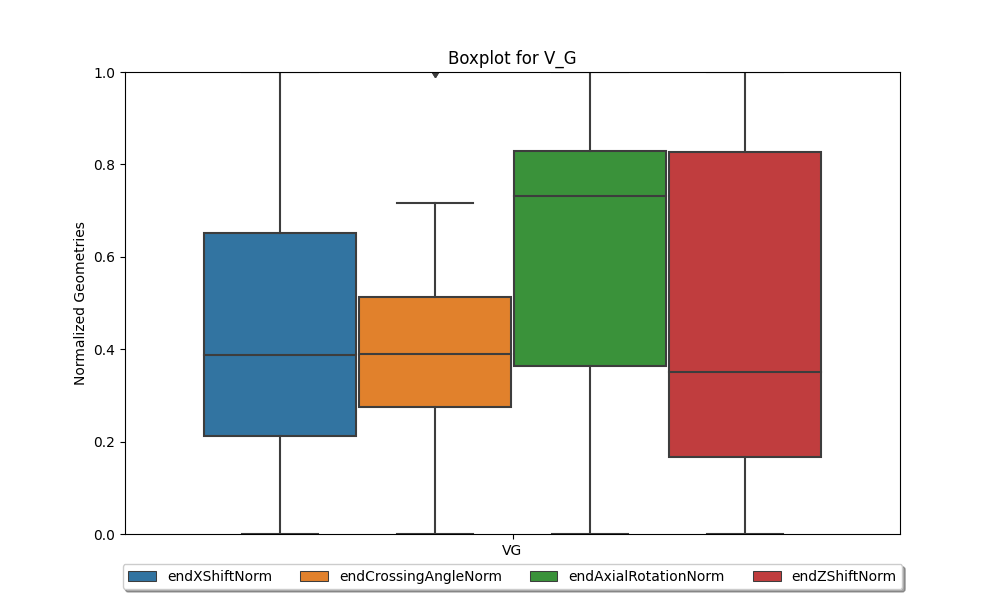 Boxplot for V_G
1.0
0.8
0.6
0.4
0.2
0.0
Normalized Geometries
VG
endXShiftNorm endCrossingAngleNorm endAxialRotationNorm endZShiftNorm